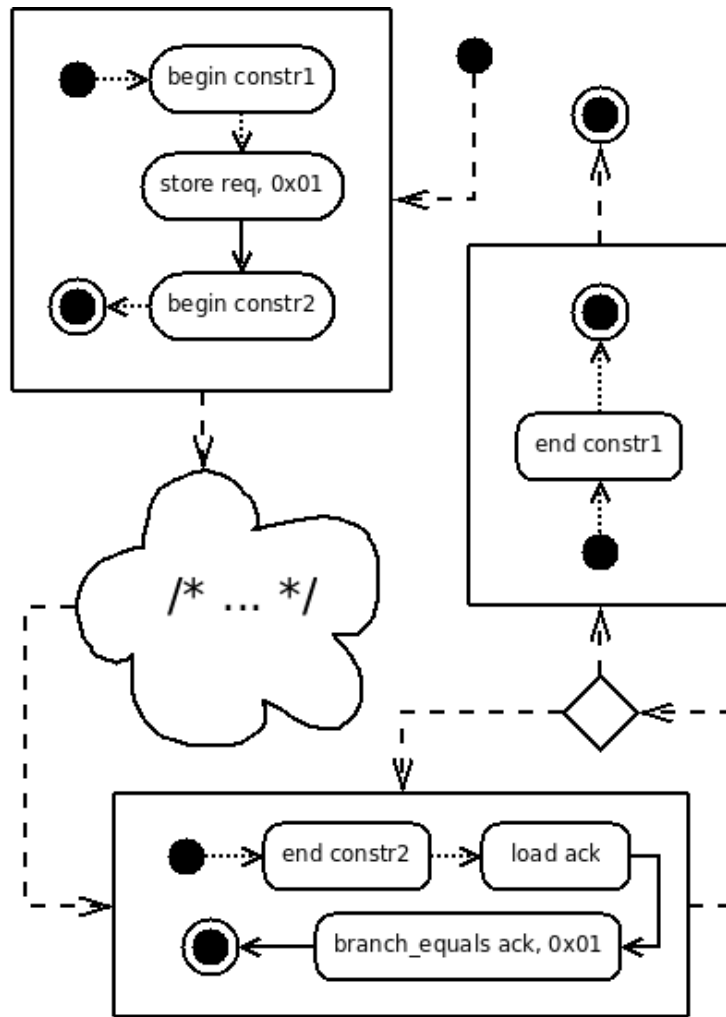 begin constr1
store req, 0x01
begin constr2
end constr1
/* ... */
end constr2
load ack
branch_equals ack, 0x01